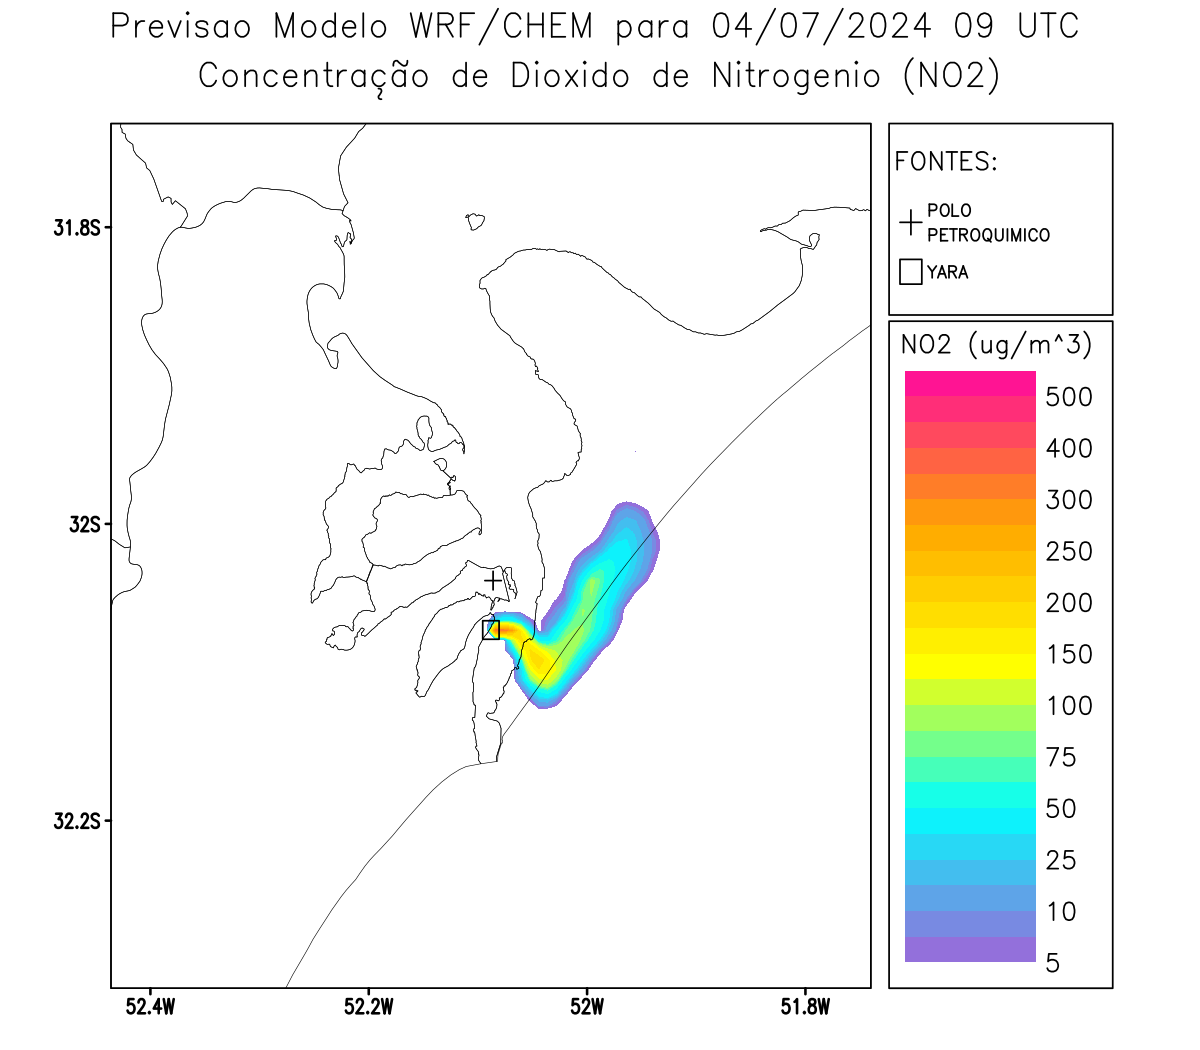 Previsao Modelo WRF/CHEM para 04/07/2024 09 UTC
Concentração de Dioxido de Nitrogenio (NO2)
FONTES:
POLO
PETROQUIMICO
YARA
31.8S
32S
32.2S
52.4W
52.2W
52W
51.8W
NO2 (ug/m^3)
500
400
300
250
200
150
100
75
50
25
10
5